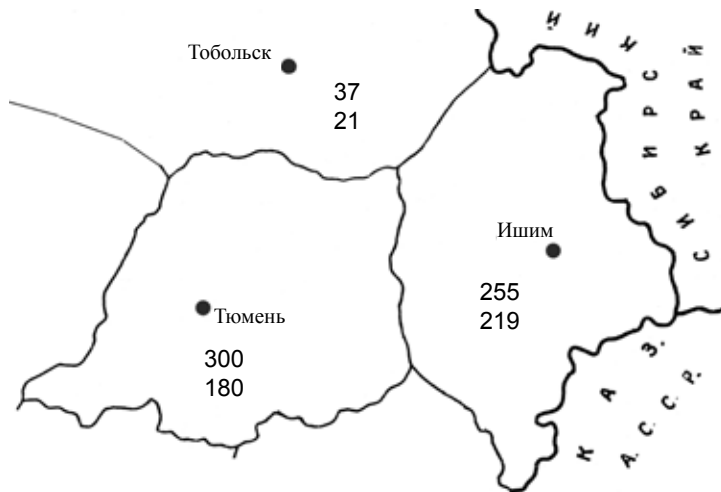 Тобольск
37
21
СИБИРСКИЙ
КРАЙ
Ишим
255
219
Тюмень
300
180
КАЗ.
А.С.С.Р.